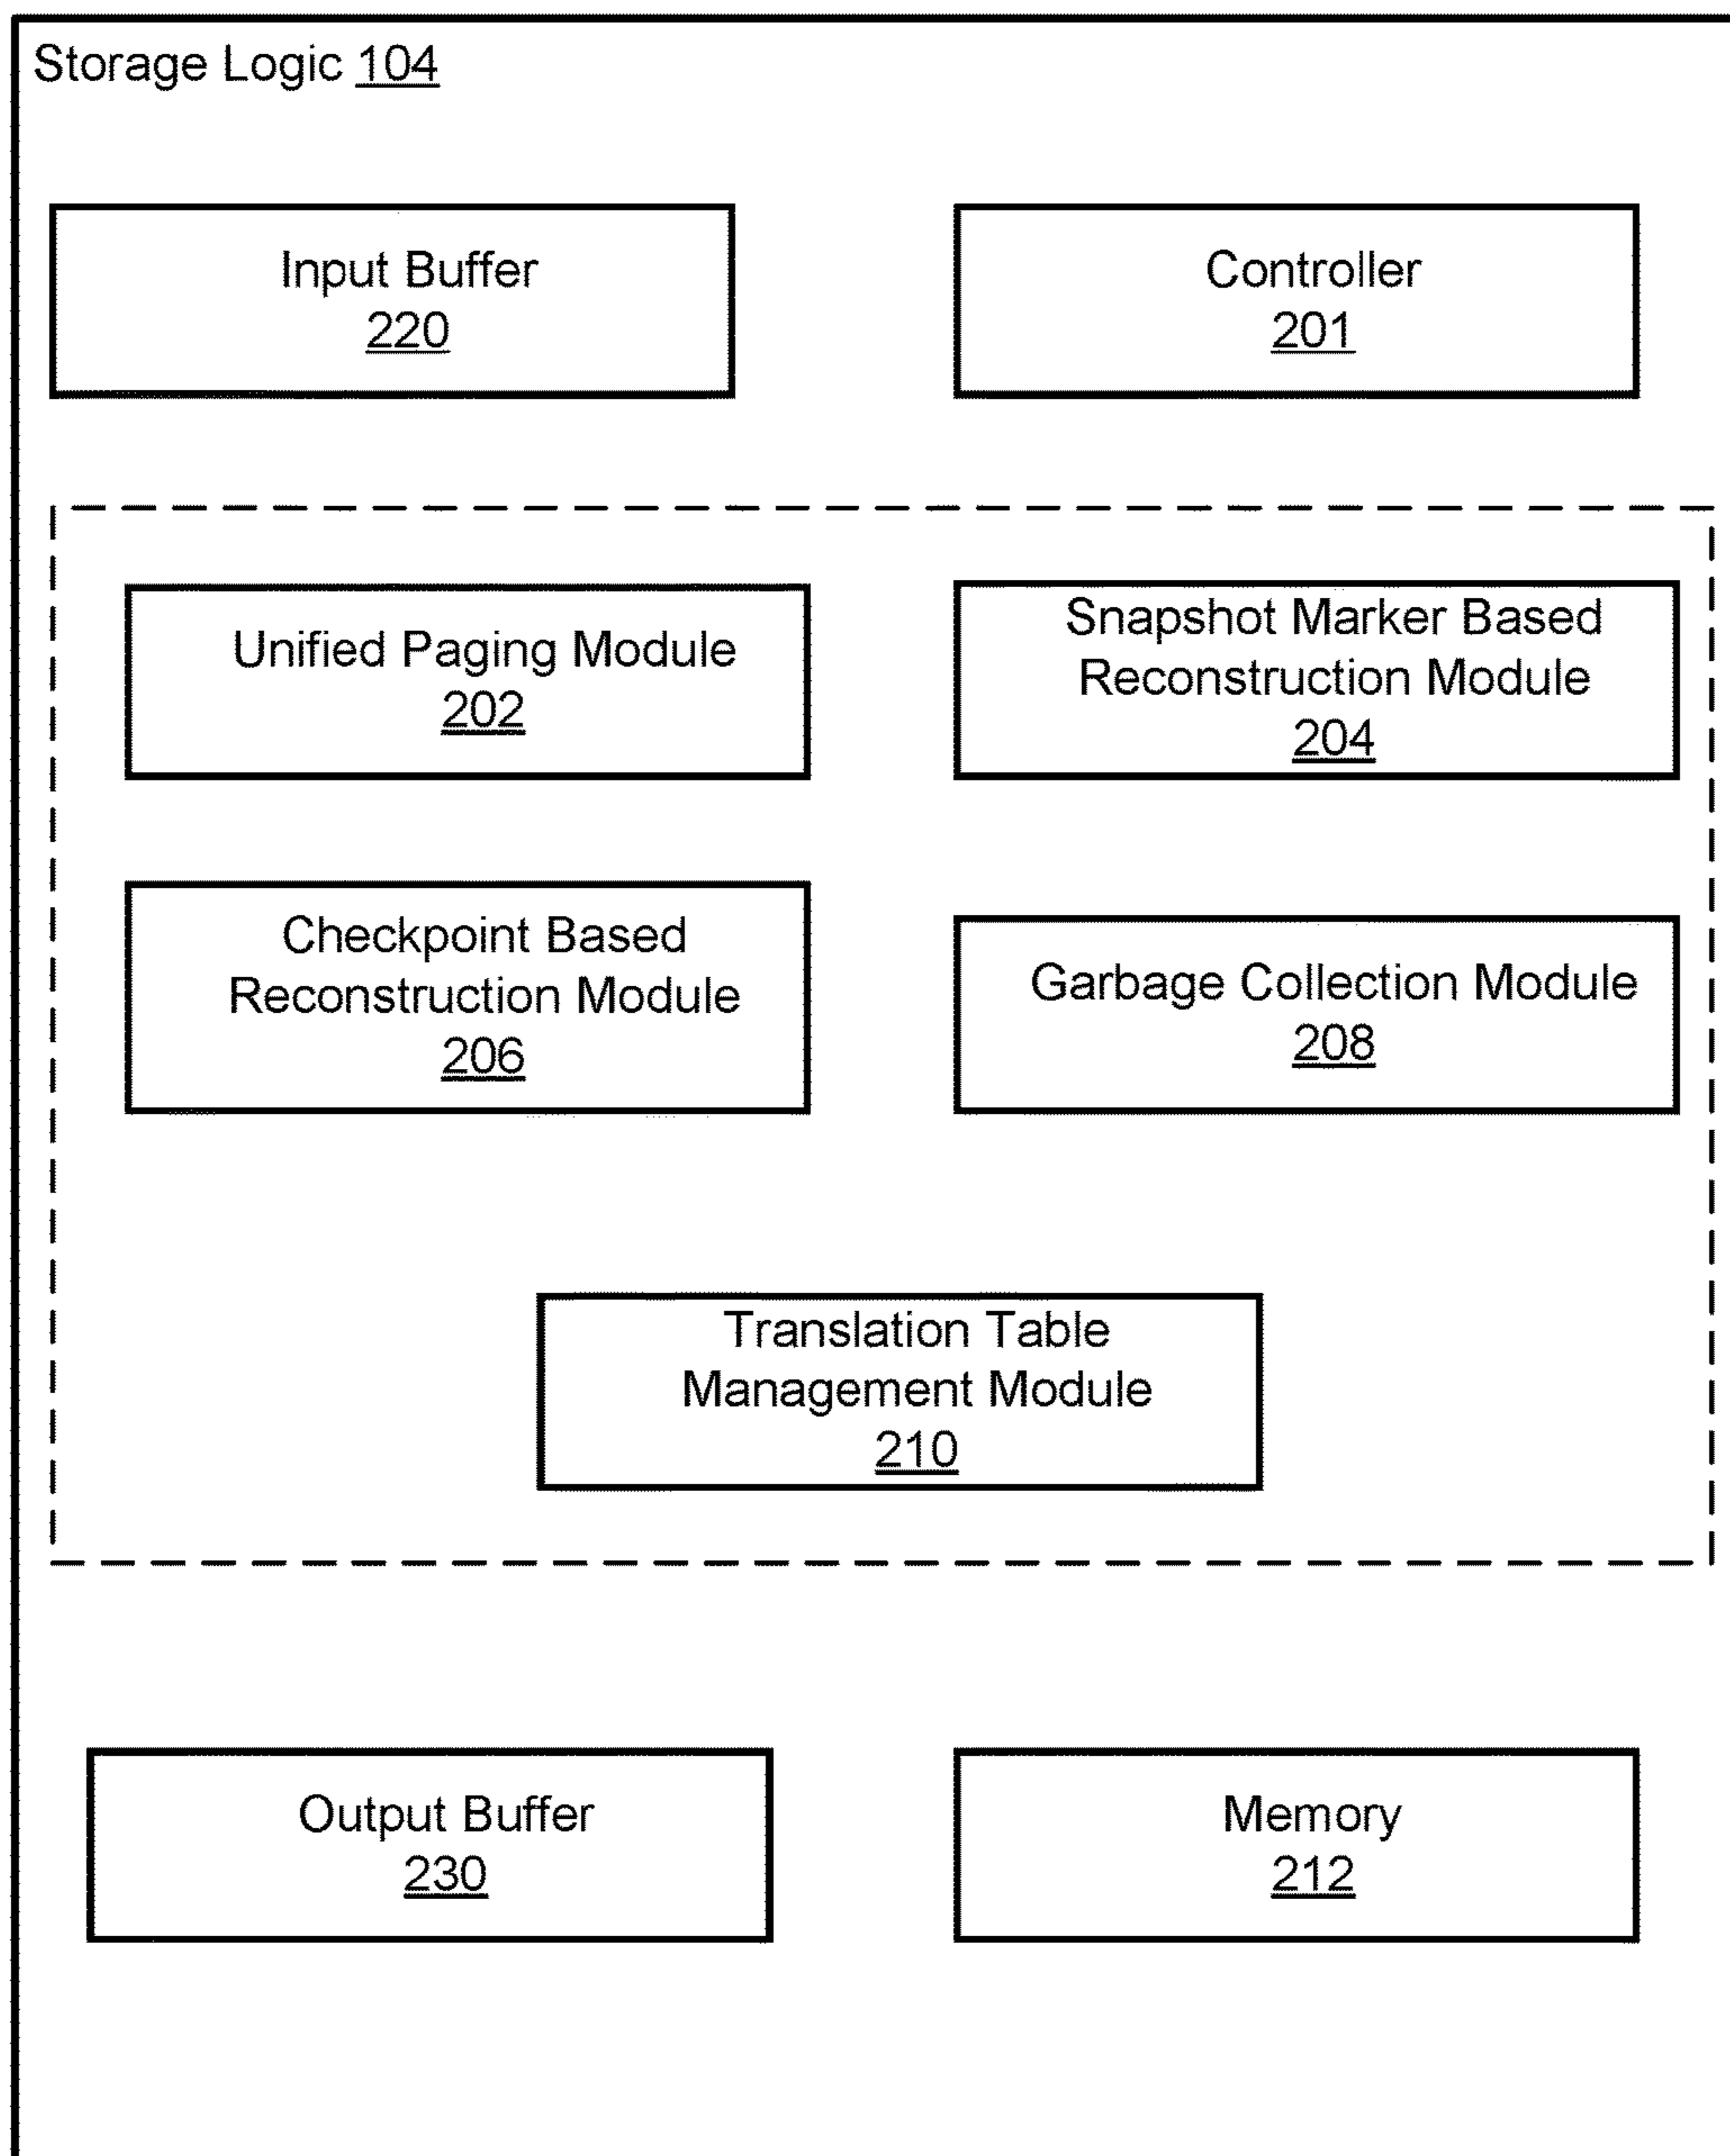 Storage Logic 104
Input Buffer
220
Controller
201
Unified Paging Module
202
Snapshot Marker Based
Reconstruction Module
204
Checkpoint Based
Reconstruction Module
206
Garbage Collection Module
208
Translation Table
Management Module
210
Output Buffer
230
Memory
212